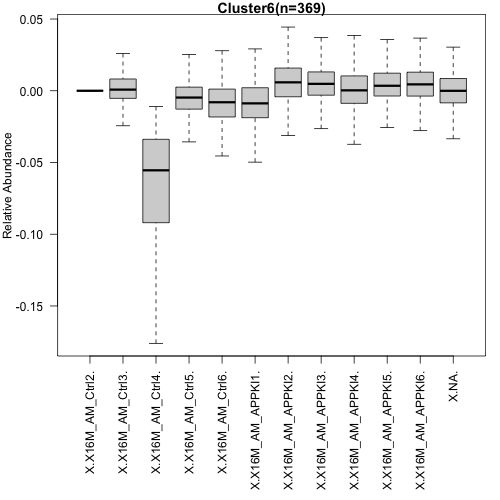 Cluster6(n=369)
Relative Abundance
0.05
0.00
-0.05
-0.10
-0.15
X.X16M_AM_Ctrl2.
X.X16M_AM_Ctrl3.
X.X16M_AM_Ctrl4.
X.X16M_AM_Ctrl5.
X.X16M_AM_Ctrl6.
X.X16M_AM_APPKI1.
X.X16M_AM_APPKI2.
X.X16M_AM_APPKI3.
X.X16M_AM_APPKI4.
X.X16M_AM_APPKI5.
X.X16M_AM_APPKI6.
X.NA.